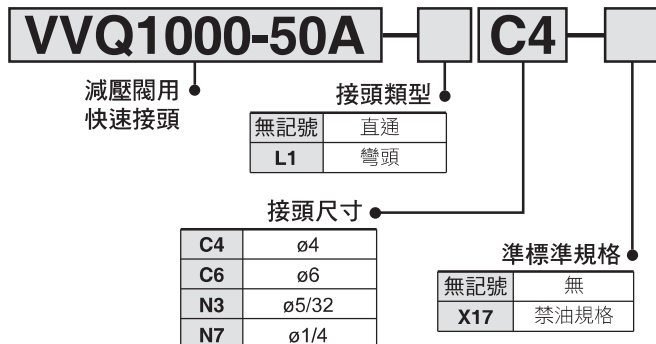 VVQ1000-50A-□ C4-□
減壓閥用
快速接頭
接頭類型
無記號 直通
L1 彎頭
接頭尺寸
C4 ø4
C6 ø6
N3 ø5/32
N7 ø1/4
準標準規格
無記號 無
X17 禁油規格